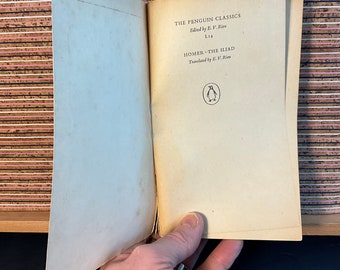 THE PENGUIN CLASSICS
Edited by E. V. Rieu
L14
HOMER · THE ILIAD
Translated by E. V. Rieu